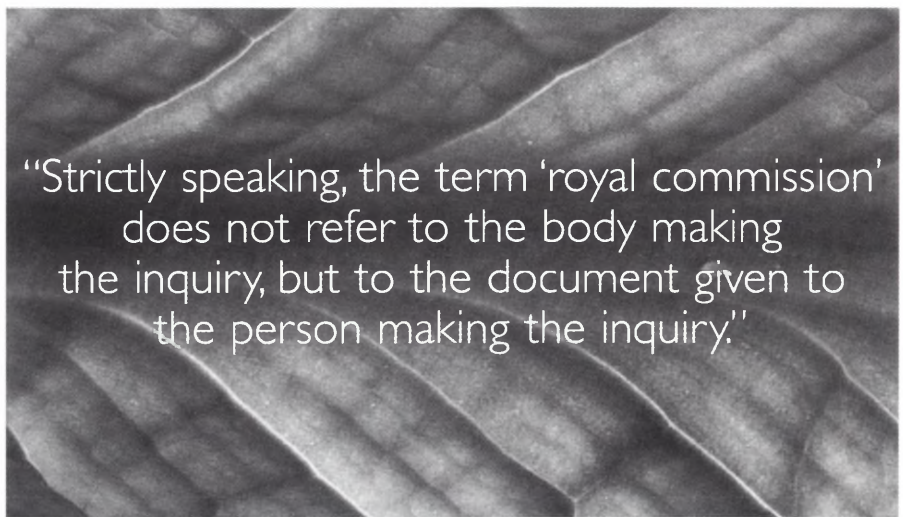 “Strictly speaking, the term ‘royal commission’
does not refer to the body making
the inquiry, but to the document given to
the person making the inquiry.”